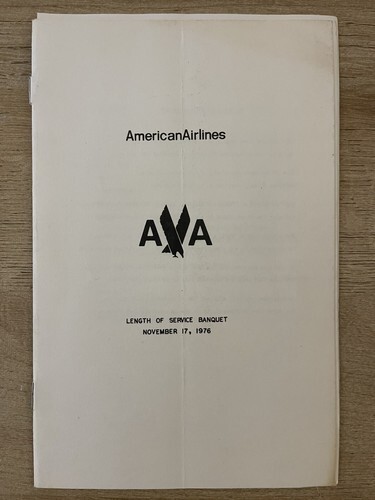 AmericanAirlines
AA
LENGTH OF SERVICE BANQUET
NOVEMBER 17, 1976